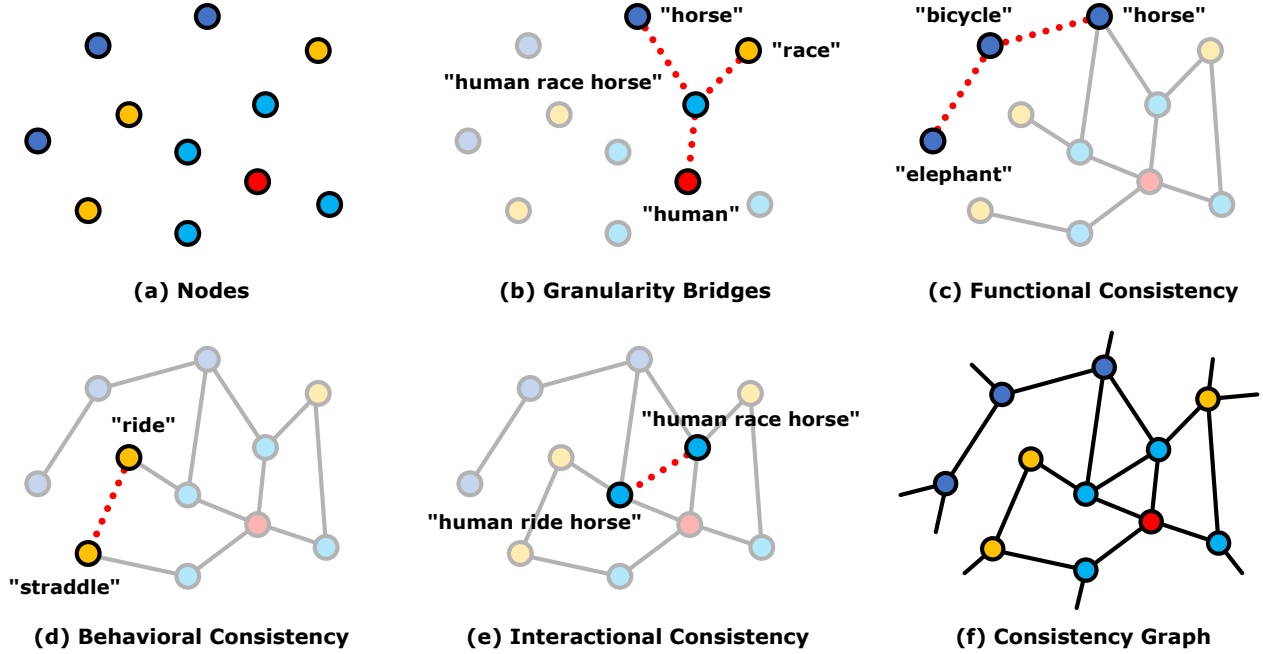 (a) Nodes
"horse"
"race"
"human race horse"
"human"
(b) Granularity Bridges
"bicycle"
"horse"
"elephant"
(c) Functional Consistency
"ride"
"straddle"
(d) Behavioral Consistency
"human race horse"
"human ride horse"
(e) Interactional Consistency
(f) Consistency Graph